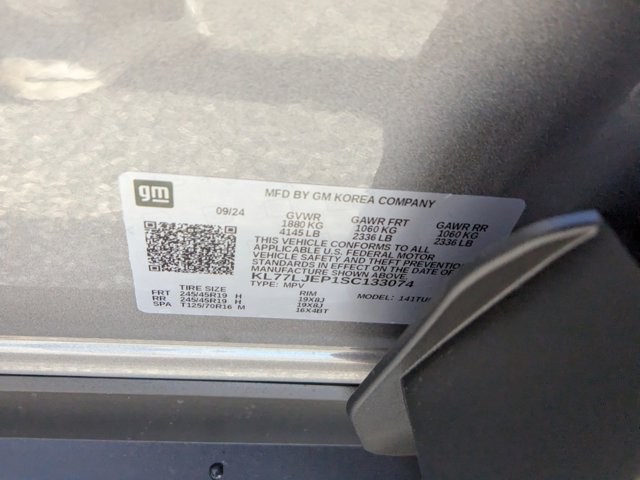 gm
MFD BY GM KOREA COMPANY
09/24 GVWR GAWR FRT GAWR RR
1880 KG 1060 KG 1060 KG
4145 LB 2336 LB 2336 LB
THIS VEHICLE CONFORMS TO ALL
APPLICABLE U.S. FEDERAL MOTOR
VEHICLE SAFETY AND THEFT PREVENTION
STANDARDS IN EFFECT ON THE DATE OF
MANUFACTURE SHOWN ABOVE.
KL77LJEP1SC133074
TYPE: MPV
TIRE SIZE RIM MODEL:
FRT 245/45R19 H 19X8J
RR 245/45R19 H 19X8J
SPA T125/70R16 M 16X4BT